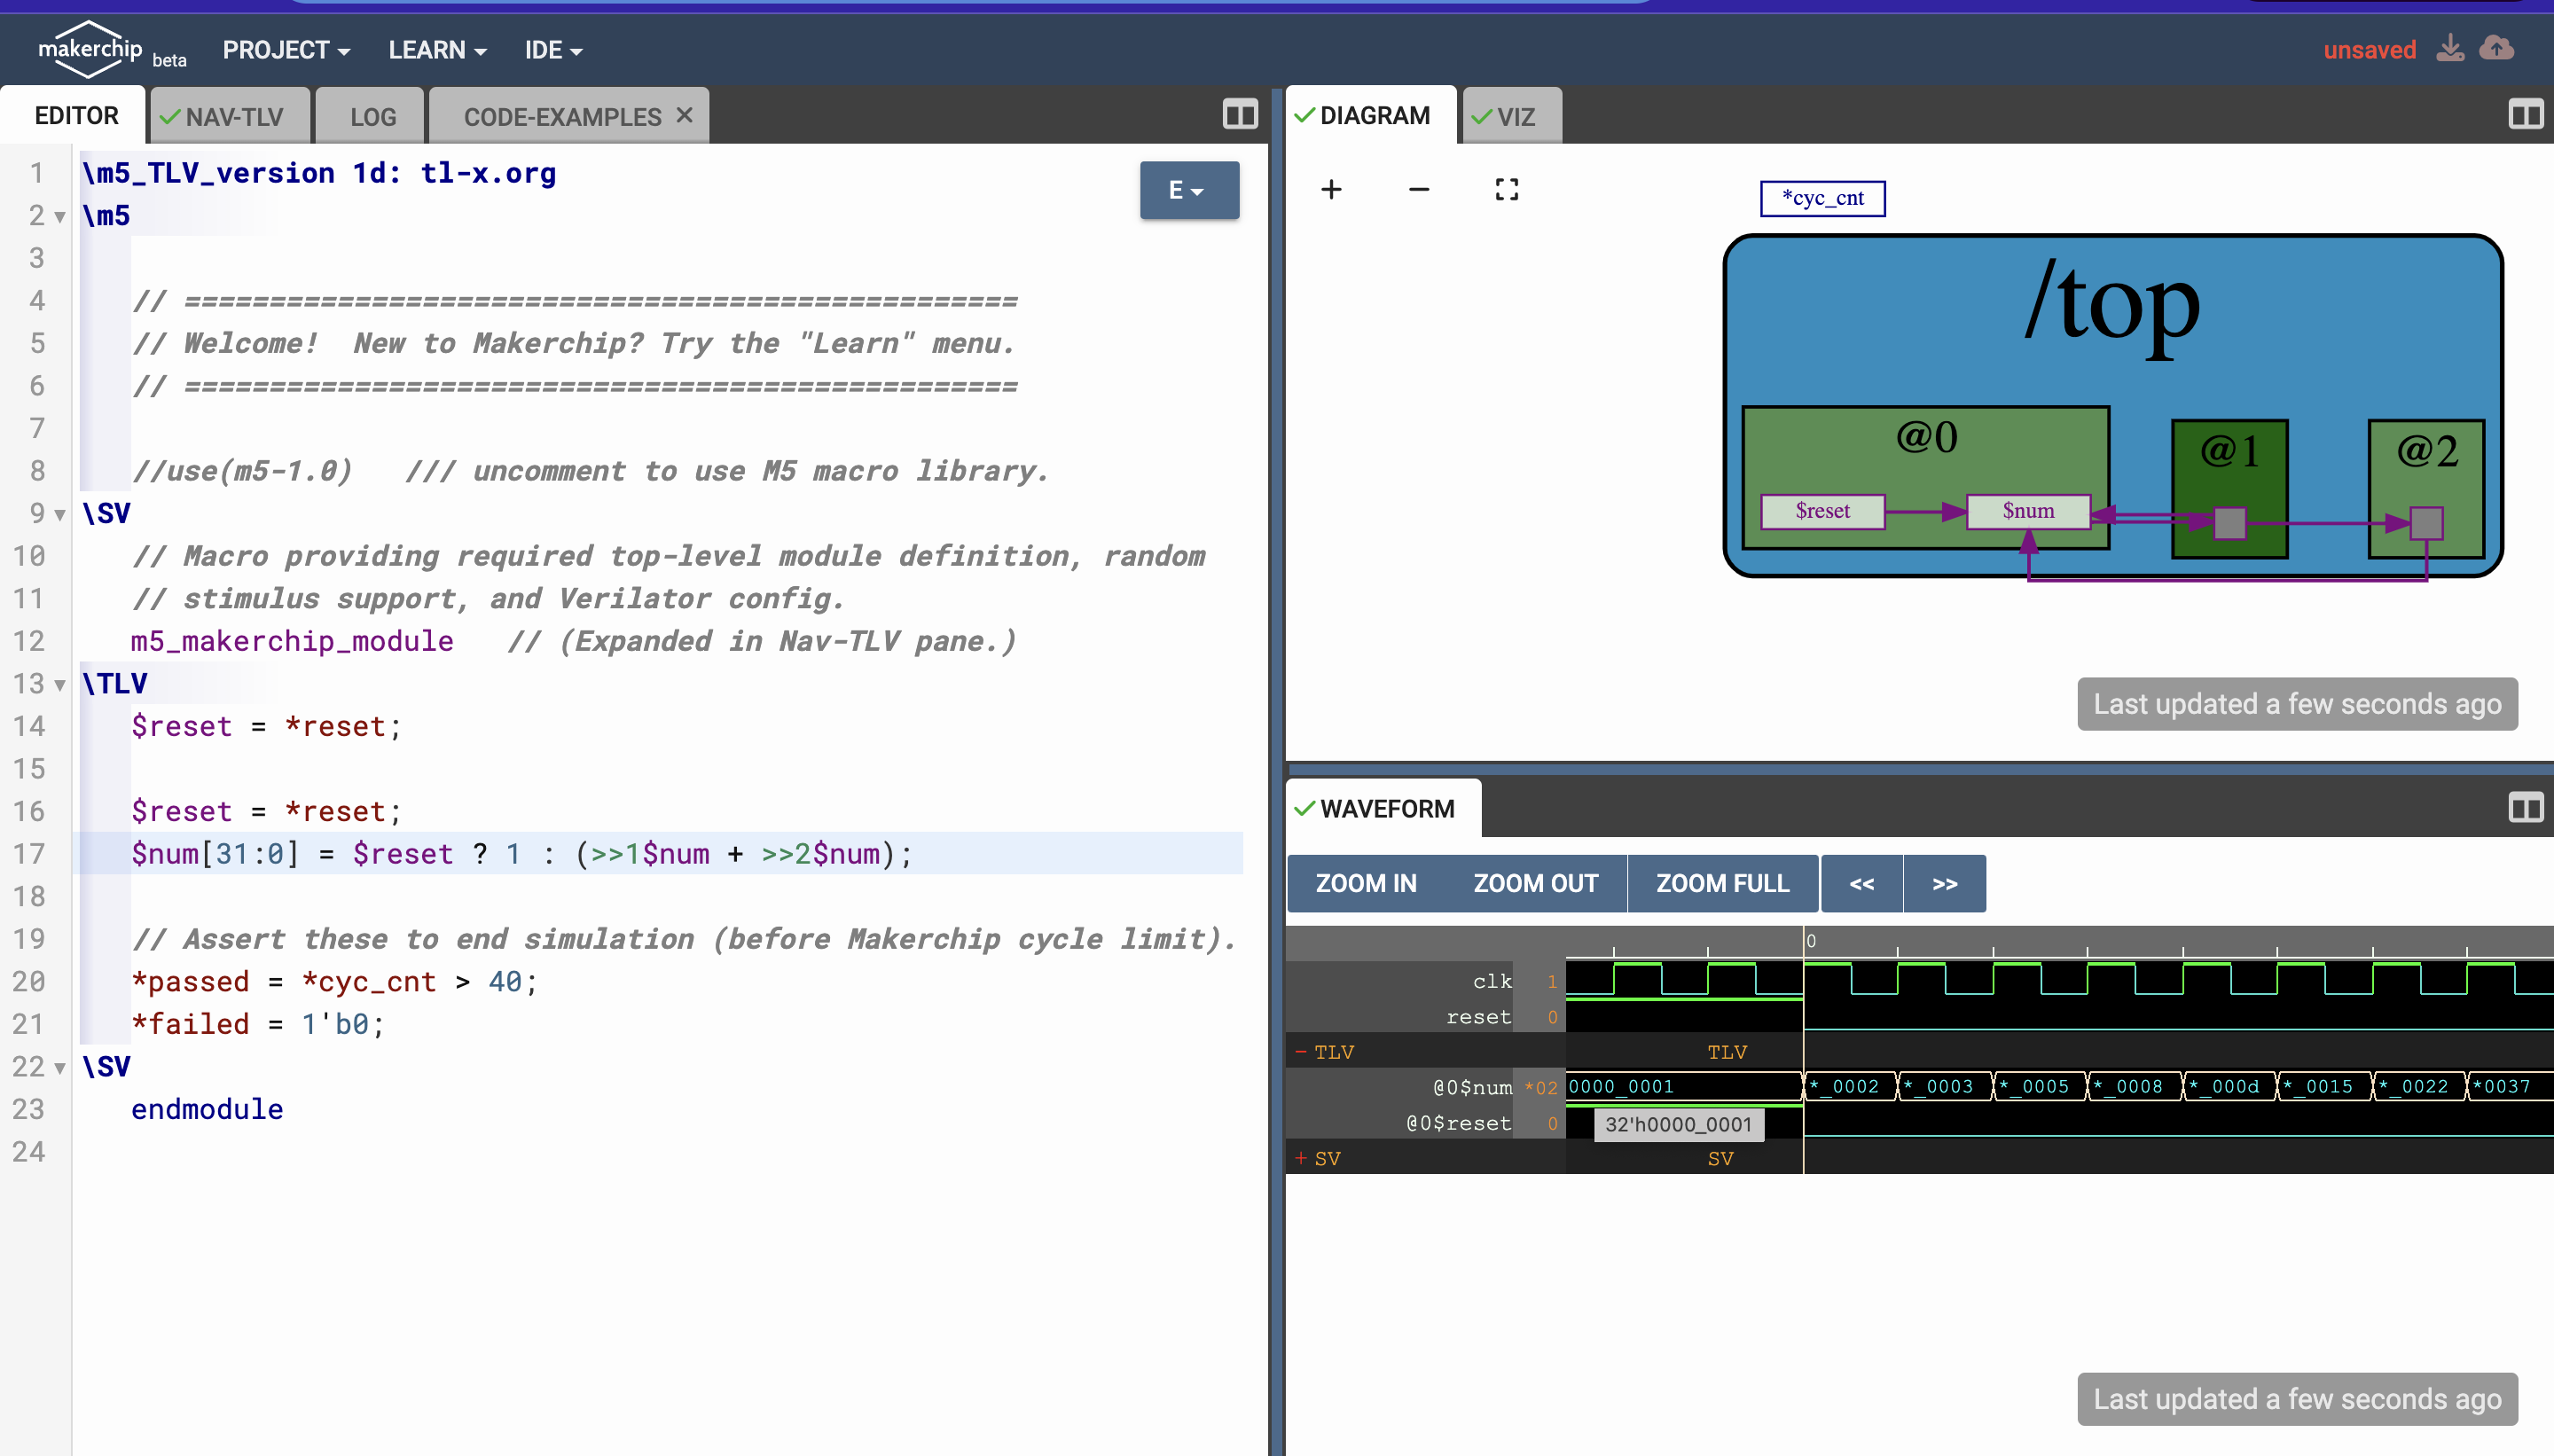 makerchip beta PROJECT LEARN IDE unsaved
EDITOR NAV-TLV LOG CODE-EXAMPLES
E
1 \m5_TLV_version 1d: tl-x.org
2 \m5
3
4 // =================================================
5 // Welcome!  New to Makerchip? Try the "Learn" menu.
6 // =================================================
7
8 //use(m5-1.0)   /// uncomment to use M5 macro library.
9 \SV
10 // Macro providing required top-level module definition, random
11 // stimulus support, and Verilator config.
12 m5_makerchip_module   // (Expanded in Nav-TLV pane.)
13 \TLV
14 $reset = *reset;
15
16 $reset = *reset;
17 $num[31:0] = $reset ? 1 : (>>1$num + >>2$num);
18
19 // Assert these to end simulation (before Makerchip cycle limit).
20 *passed = *cyc_cnt > 40;
21 *failed = 1'b0;
22 \SV
23 endmodule
24
DIAGRAM VIZ
+ −
*cyc_cnt
/top
@0 @1 @2
$reset $num
Last updated a few seconds ago
WAVEFORM
ZOOM IN ZOOM OUT ZOOM FULL << >>
0
clk 1
reset 0
− TLV TLV
@0$num *02 0000_0001 *_0002 *_0003 *_0005 *_0008 *_000d *_0015 *_0022 *0037
@0$reset 0 32'h0000_0001
+ SV SV
Last updated a few seconds ago